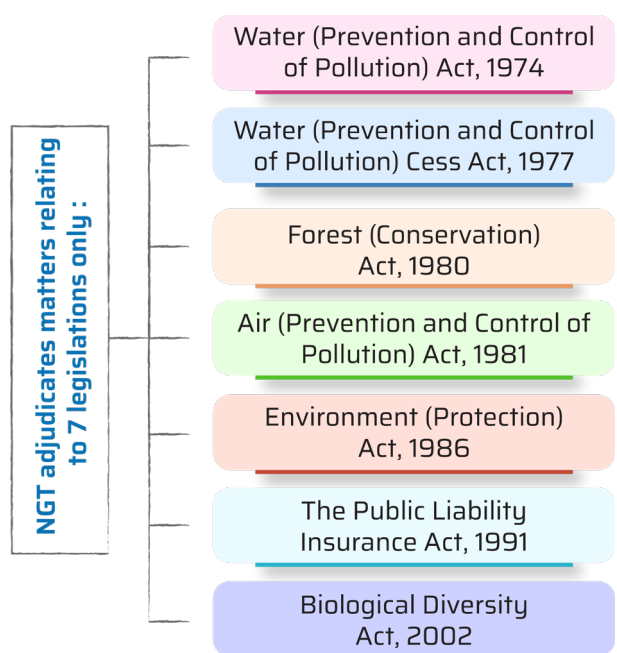 NGT adjudicates matters relating
to 7 legislations only :
Water (Prevention and Control
of Pollution) Act, 1974
Water (Prevention and Control
of Pollution) Cess Act, 1977
Forest (Conservation)
Act, 1980
Air (Prevention and Control of
Pollution) Act, 1981
Environment (Protection)
Act, 1986
The Public Liability
Insurance Act, 1991
Biological Diversity
Act, 2002